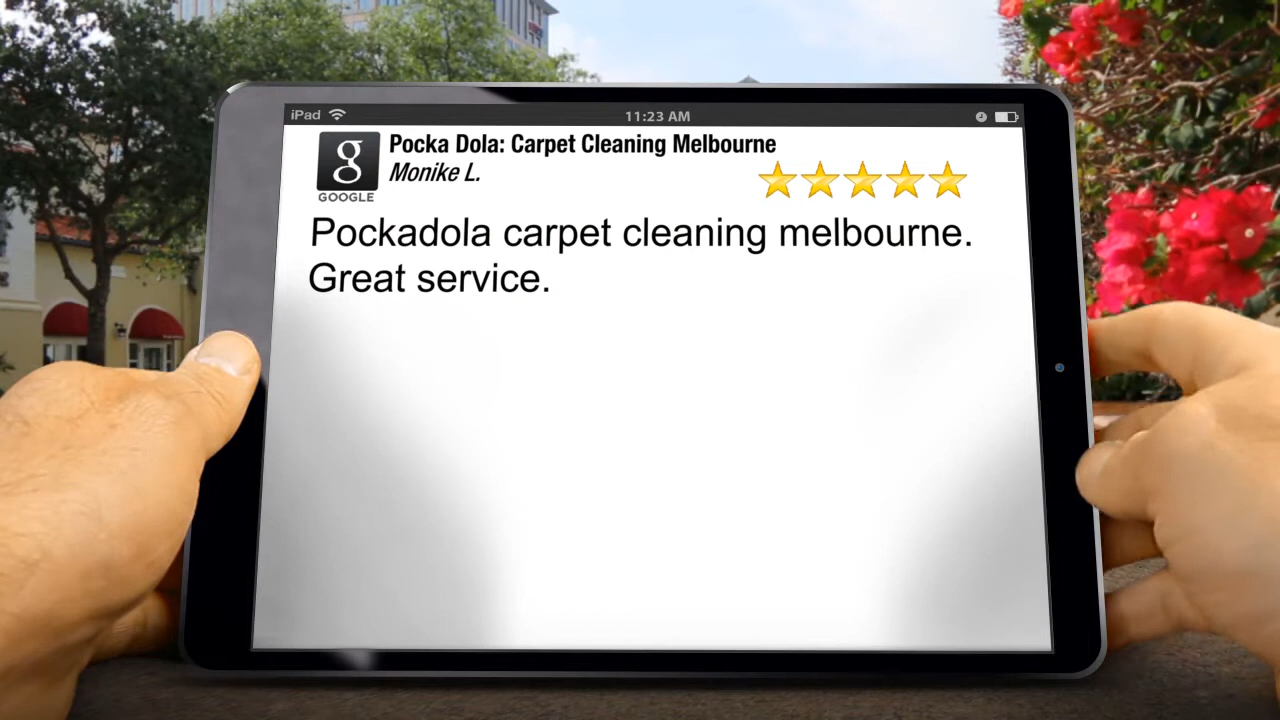 iPad 11:23 AM
g
GOOGLE
Pocka Dola: Carpet Cleaning Melbourne
Monike L.
Pockadola carpet cleaning melbourne.
Great service.